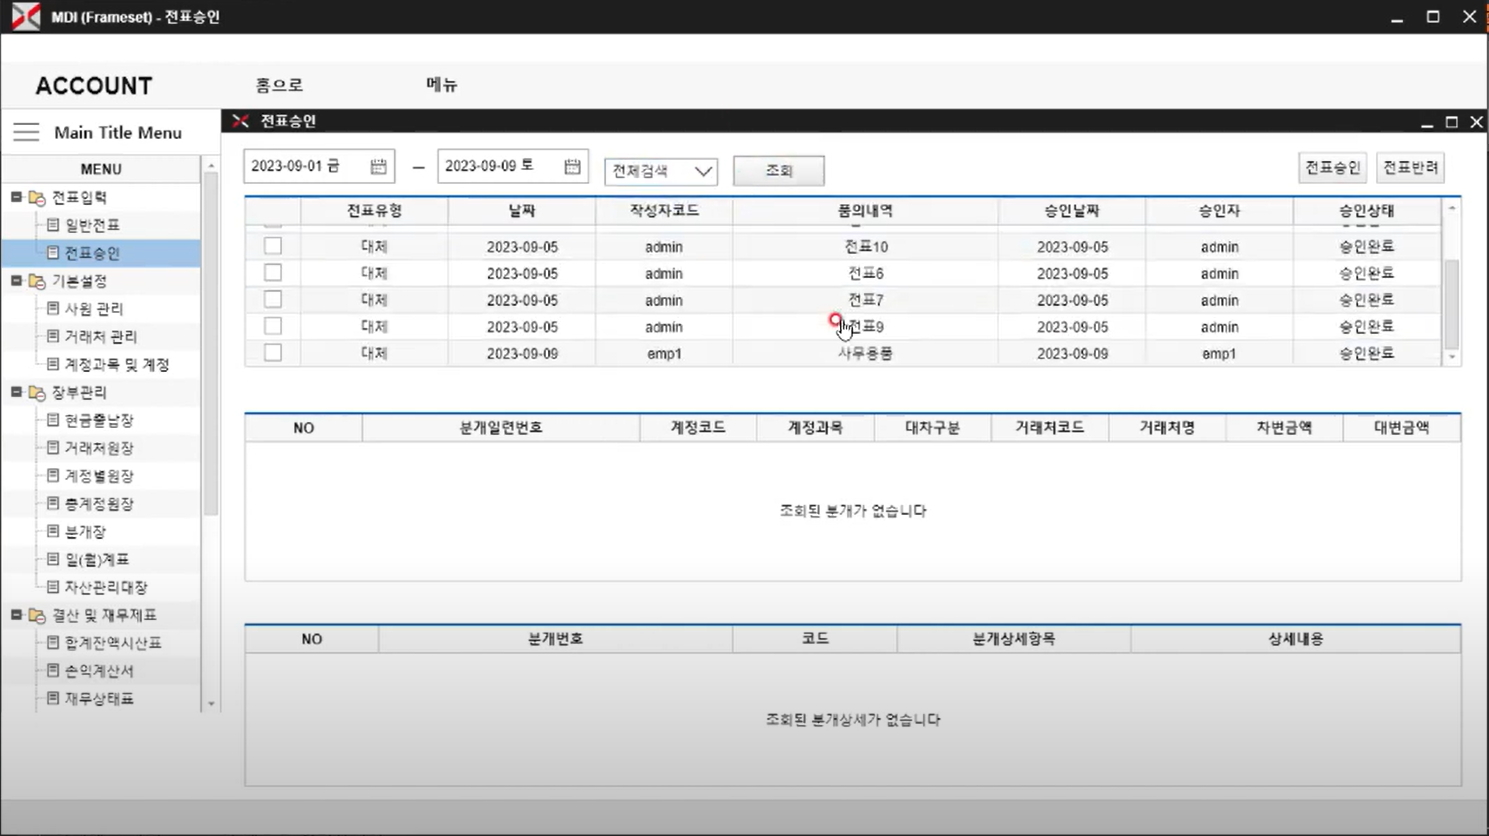 MDI (Frameset) - 전표승인
ACCOUNT 홈으로 메뉴
Main Title Menu
MENU
전표입력
일반전표
전표승인
기본설정
사원 관리
거래처 관리
계정과목 및 계정
장부관리
현금출납장
거래처원장
계정별원장
총계정원장
분개장
일(월)계표
자산관리대장
결산 및 재무제표
합계잔액시산표
손익계산서
재무상태표
전표승인
2023-09-01 금 — 2023-09-09 토 전체검색 조회 전표승인 전표반려
전표유형 날짜 작성자코드 품의내역 승인날짜 승인자 승인상태
대체 2023-09-05 admin 전표10 2023-09-05 admin 승인완료
대체 2023-09-05 admin 전표6 2023-09-05 admin 승인완료
대체 2023-09-05 admin 전표7 2023-09-05 admin 승인완료
대체 2023-09-05 admin 전표9 2023-09-05 admin 승인완료
대체 2023-09-09 emp1 사무용품 2023-09-09 emp1 승인완료
NO 분개일련번호 계정코드 계정과목 대차구분 거래처코드 거래처명 차변금액 대변금액
조회된 분개가 없습니다
NO 분개번호 코드 분개상세항목 상세내용
조회된 분개상세가 없습니다